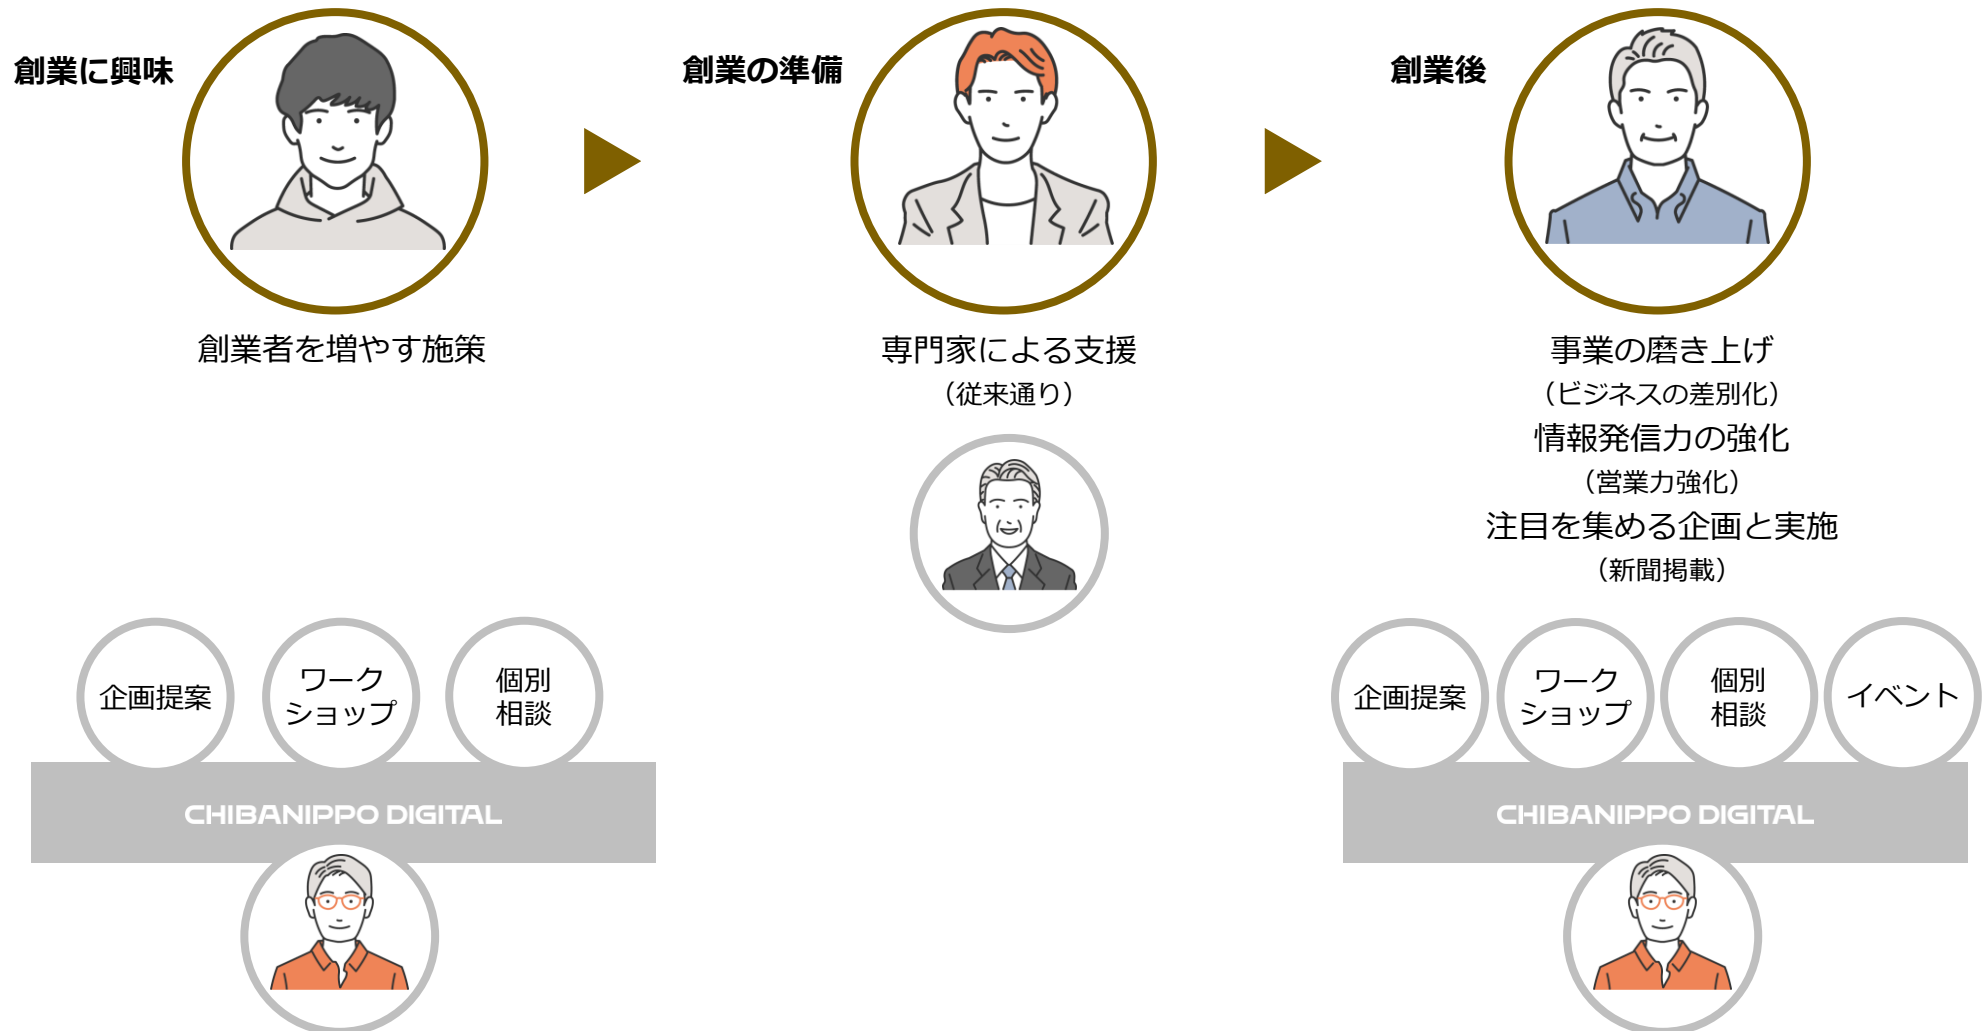 創業に興味
創業者を増やす施策
企画提案
ワーク
ショップ
個別
相談
CHIBANIPPO DIGITAL
創業の準備
専門家による支援
（従来通り）
創業後
事業の磨き上げ
（ビジネスの差別化）
情報発信力の強化
（営業力強化）
注目を集める企画と実施
（新聞掲載）
企画提案
ワーク
ショップ
個別
相談
イベント
CHIBANIPPO DIGITAL